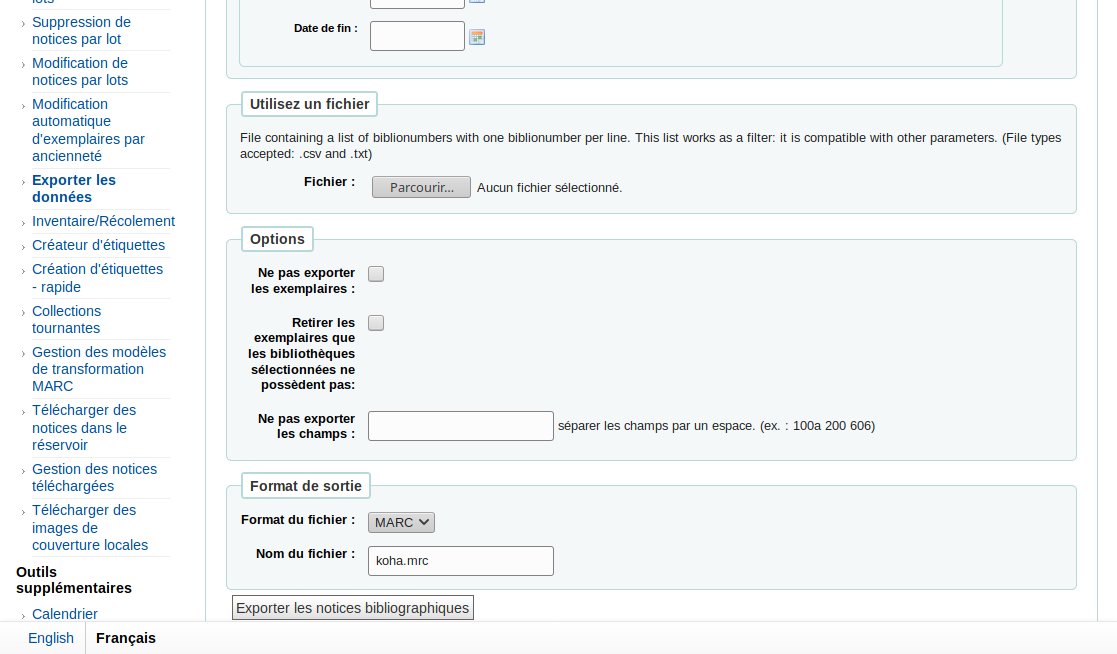 lots
Suppression de
notices par lot
Modification de
notices par lots
Modification
automatique
d'exemplaires par
ancienneté
Exporter les
données
Inventaire/Récolement
Créateur d'étiquettes
Création d'étiquettes
- rapide
Collections
tournantes
Gestion des modèles
de transformation
MARC
Télécharger des
notices dans le
réservoir
Gestion des notices
téléchargées
Télécharger des
images de
couverture locales
Outils
supplémentaires
Calendrier
Date de fin :
Utilisez un fichier
File containing a list of biblionumbers with one biblionumber per line. This list works as a filter: it is compatible with other parameters. (File types
accepted: .csv and .txt)
Fichier : Parcourir... Aucun fichier sélectionné.
Options
Ne pas exporter
les exemplaires :
Retirer les
exemplaires que
les bibliothèques
sélectionnées ne
possèdent pas:
Ne pas exporter
les champs : séparer les champs par un espace. (ex. : 100a 200 606)
Format de sortie
Format du fichier : MARC
Nom du fichier : koha.mrc
Exporter les notices bibliographiques
English Français